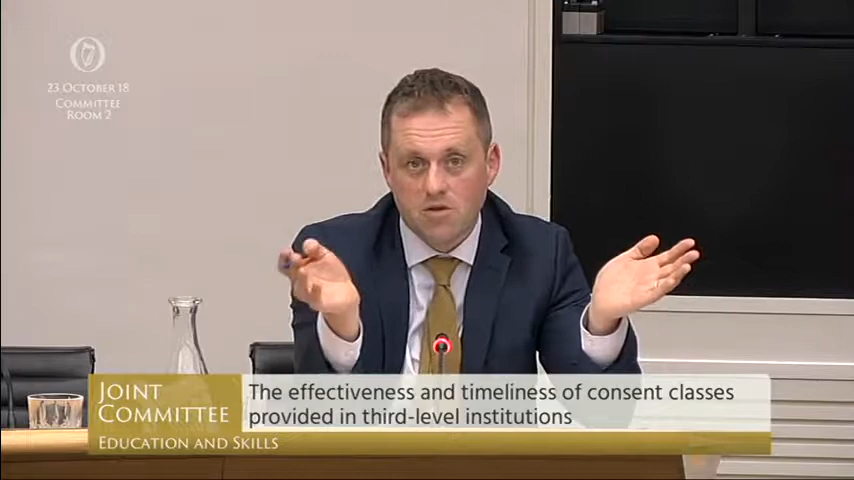 23 OCTOBER 18
COMMITTEE
ROOM 2
JOINT
COMMITTEE
EDUCATION AND SKILLS
The effectiveness and timeliness of consent classes
provided in third-level institutions